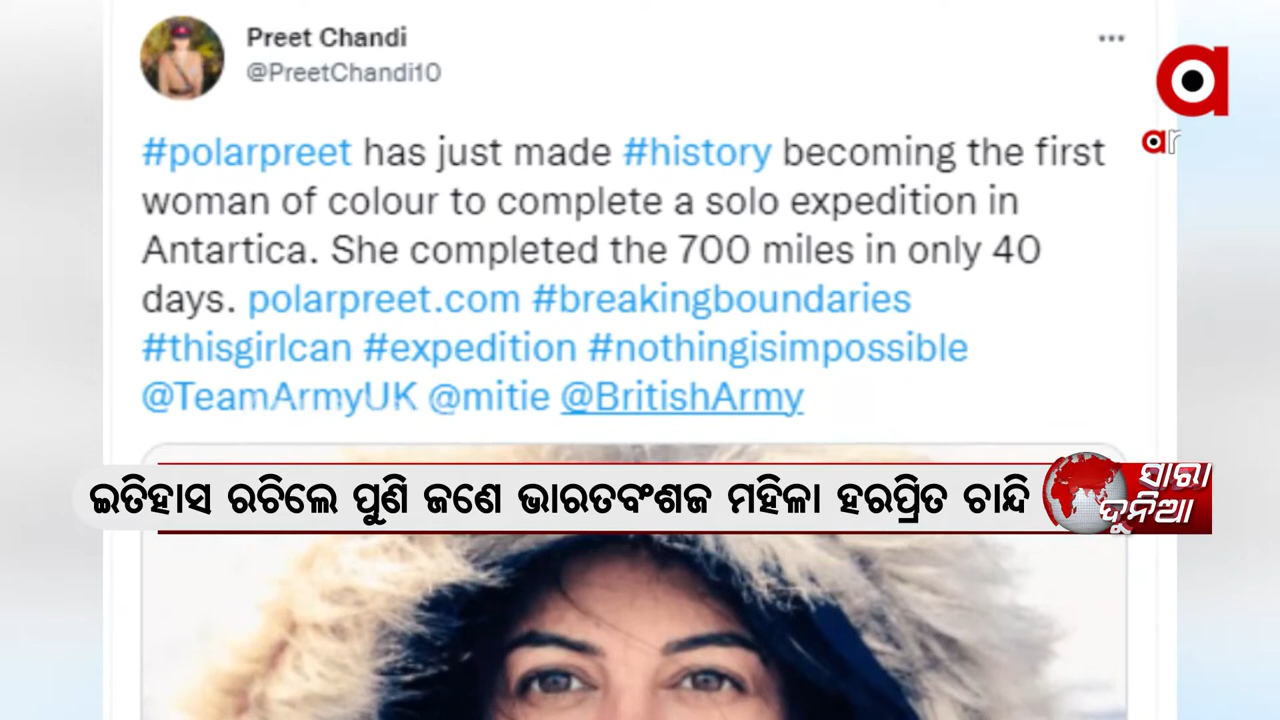 Preet Chandi
@PreetChandi10
#polarpreet has just made #history becoming the first
woman of colour to complete a solo expedition in
Antartica. She completed the 700 miles in only 40
days. polarpreet.com #breakingboundaries
#thisgirlcan #expedition #nothingisimpossible
@TeamArmyUK @mitie @BritishArmy
ଇତିହାସ ରଚିଲେ ପୁଣି ଜଣେ ଭାରତବଂଶଜ ମହିଳା ହରପ୍ରିତ ଚାନ୍ଦି
ସାରା
ଦୁନିଆ
a
ar